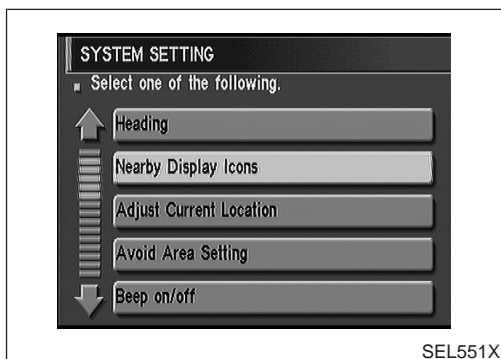 SYSTEM SETTING
Select one of the following.
Heading
Nearby Display Icons
Adjust Current Location
Avoid Area Setting
Beep on/off
SEL551X